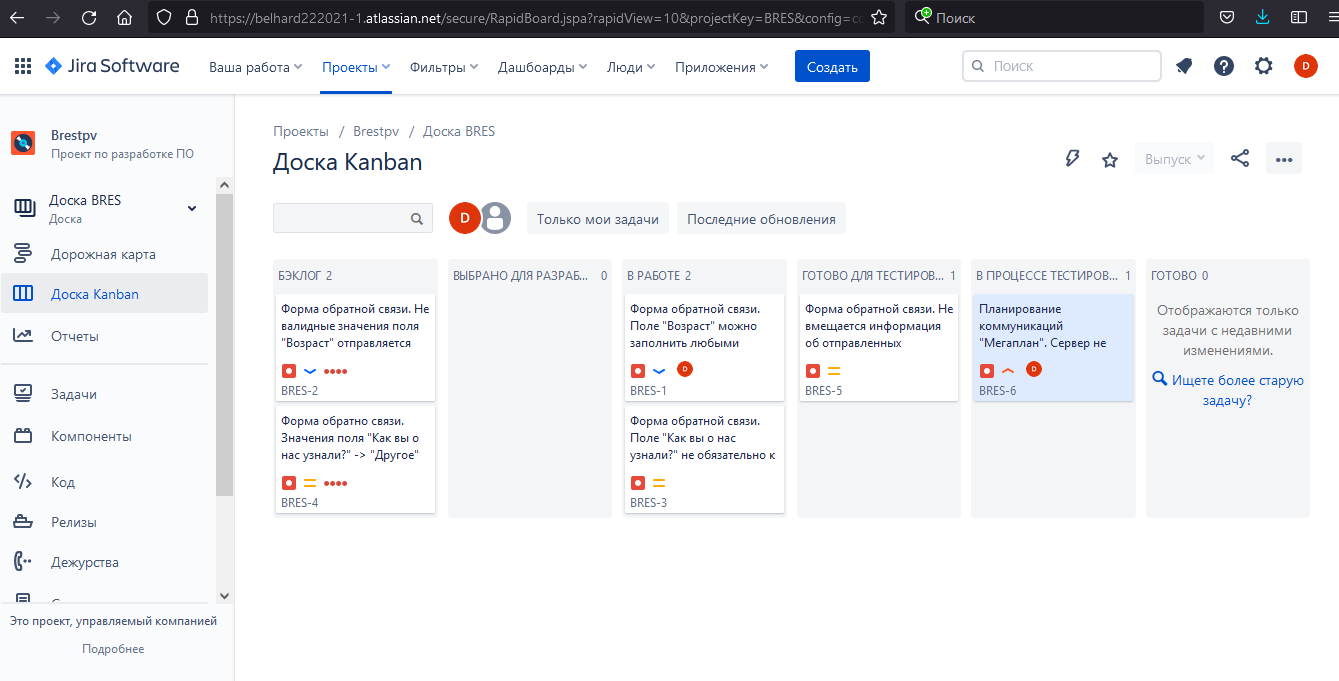 https://belhard222021-1.atlassian.net/secure/RapidBoard.jspa?rapidView=10&projectKey=BRES&config=co
Поиск
Jira Software
Ваша работа
Проекты
Фильтры
Дашбоарды
Люди
Приложения
Создать
Поиск
D
Brestpv
Проект по разработке ПО
Доска BRES
Доска
Дорожная карта
Доска Kanban
Отчеты
Задачи
Компоненты
Код
Релизы
Дежурства
Это проект, управляемый компанией
Подробнее
Проекты / Brestpv / Доска BRES
Доска Kanban
Выпуск
D
Только мои задачи
Последние обновления
БЭКЛОГ 2
Форма обратной связи. Не
валидные значения поля
"Возраст" отправляется
BRES-2
Форма обратно связи.
Значения поля "Как вы о
нас узнали?" -> "Другое"
BRES-4
ВЫБРАНО ДЛЯ РАЗРАБ... 0
В РАБОТЕ 2
Форма обратной связи.
Поле "Возраст" можно
заполнить любыми
D
BRES-1
Форма обратной связи.
Поле "Как вы о нас
узнали?" не обязательно к
BRES-3
ГОТОВО ДЛЯ ТЕСТИРОВ... 1
Форма обратной связи. Не
вмещается информация
об отправленных
BRES-5
В ПРОЦЕССЕ ТЕСТИРОВ... 1
Планирование
коммуникаций
"Мегаплан". Сервер не
D
BRES-6
ГОТОВО 0
Отображаются только
задачи с недавними
изменениями.
Ищете более старую
задачу?